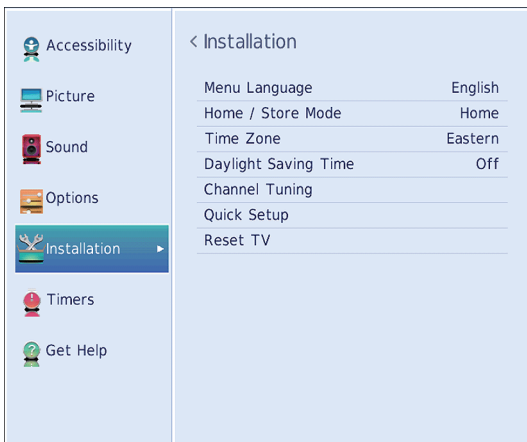 Accessibility
Picture
Sound
Options
Installation
Timers
Get Help
< Installation
Menu Language English
Home / Store Mode Home
Time Zone Eastern
Daylight Saving Time Off
Channel Tuning
Quick Setup
Reset TV